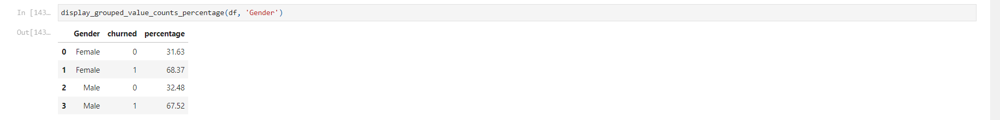 In [143… display_grouped_value_counts_percentage(df, 'Gender')
Out[143…
Gender churned percentage
0 Female 0 31.63
1 Female 1 68.37
2 Male 0 32.48
3 Male 1 67.52